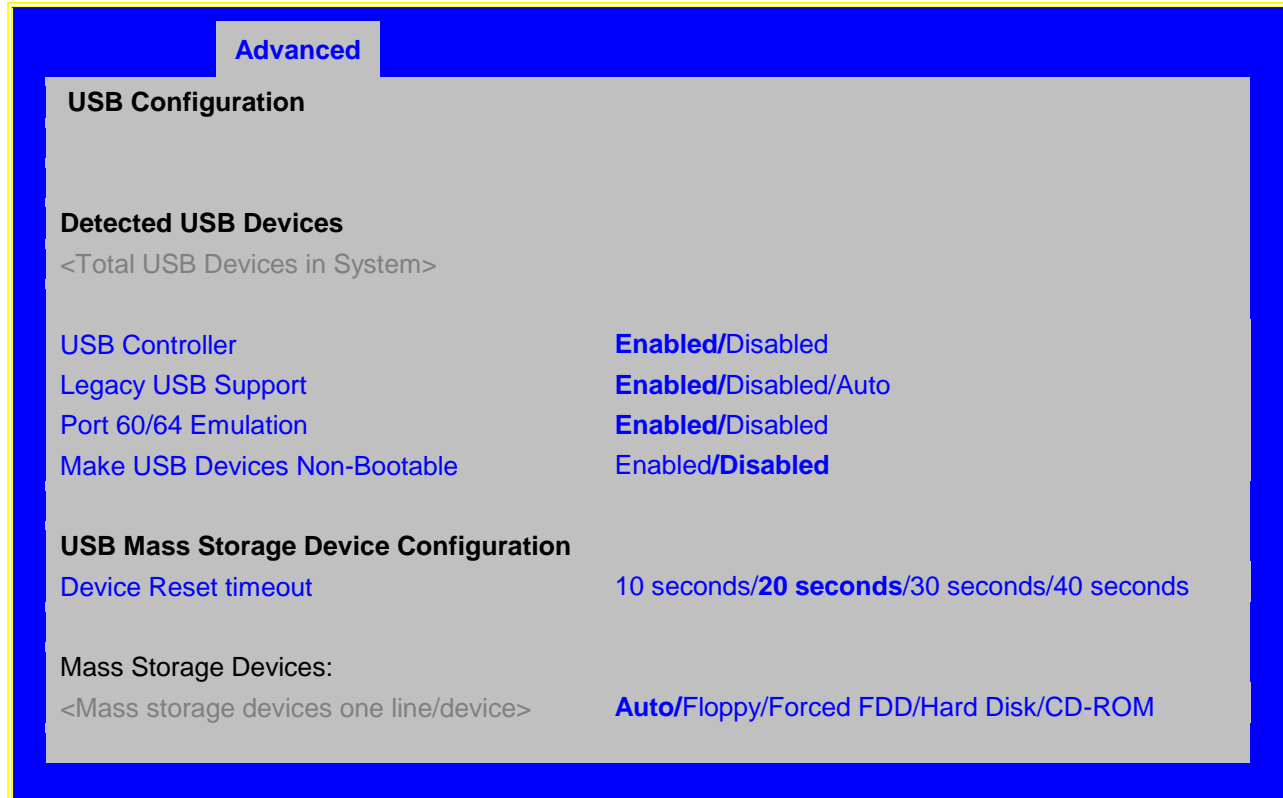 Advanced
USB Configuration
Detected USB Devices
<Total USB Devices in System>
USB Controller Enabled/Disabled
Legacy USB Support Enabled/Disabled/Auto
Port 60/64 Emulation Enabled/Disabled
Make USB Devices Non-Bootable Enabled/Disabled
USB Mass Storage Device Configuration
Device Reset timeout 10 seconds/20 seconds/30 seconds/40 seconds
Mass Storage Devices:
<Mass storage devices one line/device> Auto/Floppy/Forced FDD/Hard Disk/CD-ROM